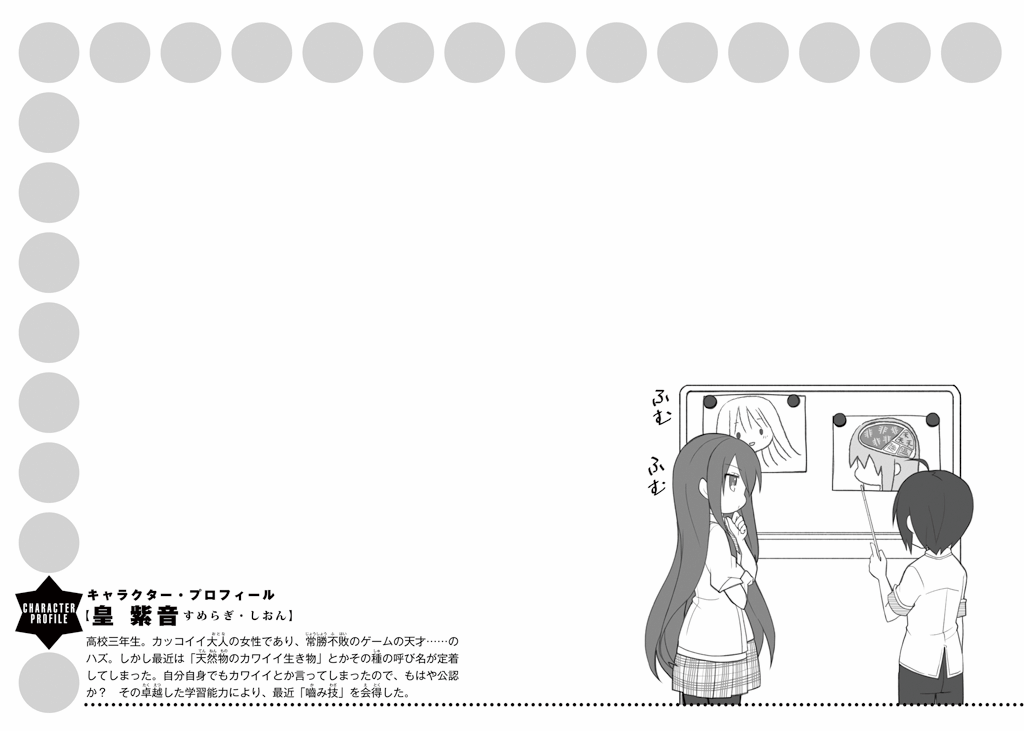 ふむ
ふむ
CHARACTER
PROFILE
キャラクター・プロフィール
【皇 紫音 すめらぎ・しおん】
高校三年生。カッコイイ大人の女性であり、常勝不敗のゲームの天才……の
ハズ。しかし最近は「天然物のカワイイ生き物」とかその種の呼び名が定着
してしまった。自分自身でもカワイイとか言ってしまったので、もはや公認
か？　その卓越した学習能力により、最近「嚙み技」を会得した。